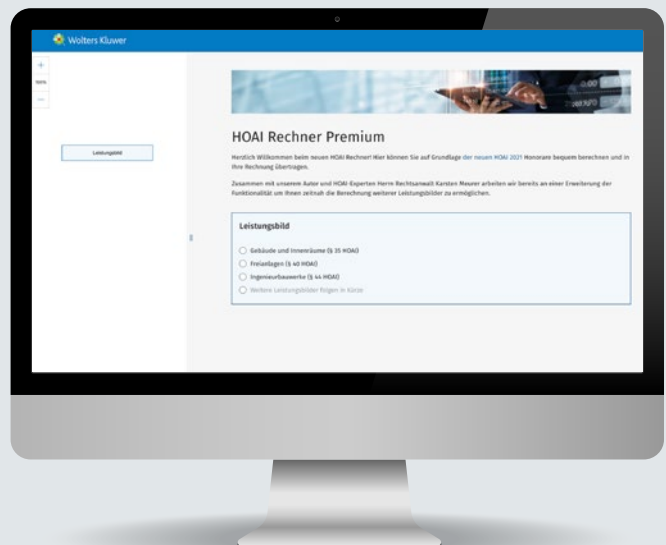 Wolters Kluwer
+
100%
−
Leistungsbild
HOAI Rechner Premium
Herzlich Willkommen beim neuen HOAI Rechner! Hier können Sie auf Grundlage der neuen HOAI 2021 Honorare bequem berechnen und in
Ihre Rechnung übertragen.
Zusammen mit unserem Autor und HOAI-Experten Herrn Rechtsanwalt Karsten Meurer arbeiten wir bereits an einer Erweiterung der
Funktionalität um Ihnen zeitnah die Berechnung weiterer Leistungsbilder zu ermöglichen.
Leistungsbild
Gebäude und Innenräume (§ 35 HOAI)
Freianlagen (§ 40 HOAI)
Ingenieurbauwerke (§ 44 HOAI)
Weitere Leistungsbilder folgen in Kürze